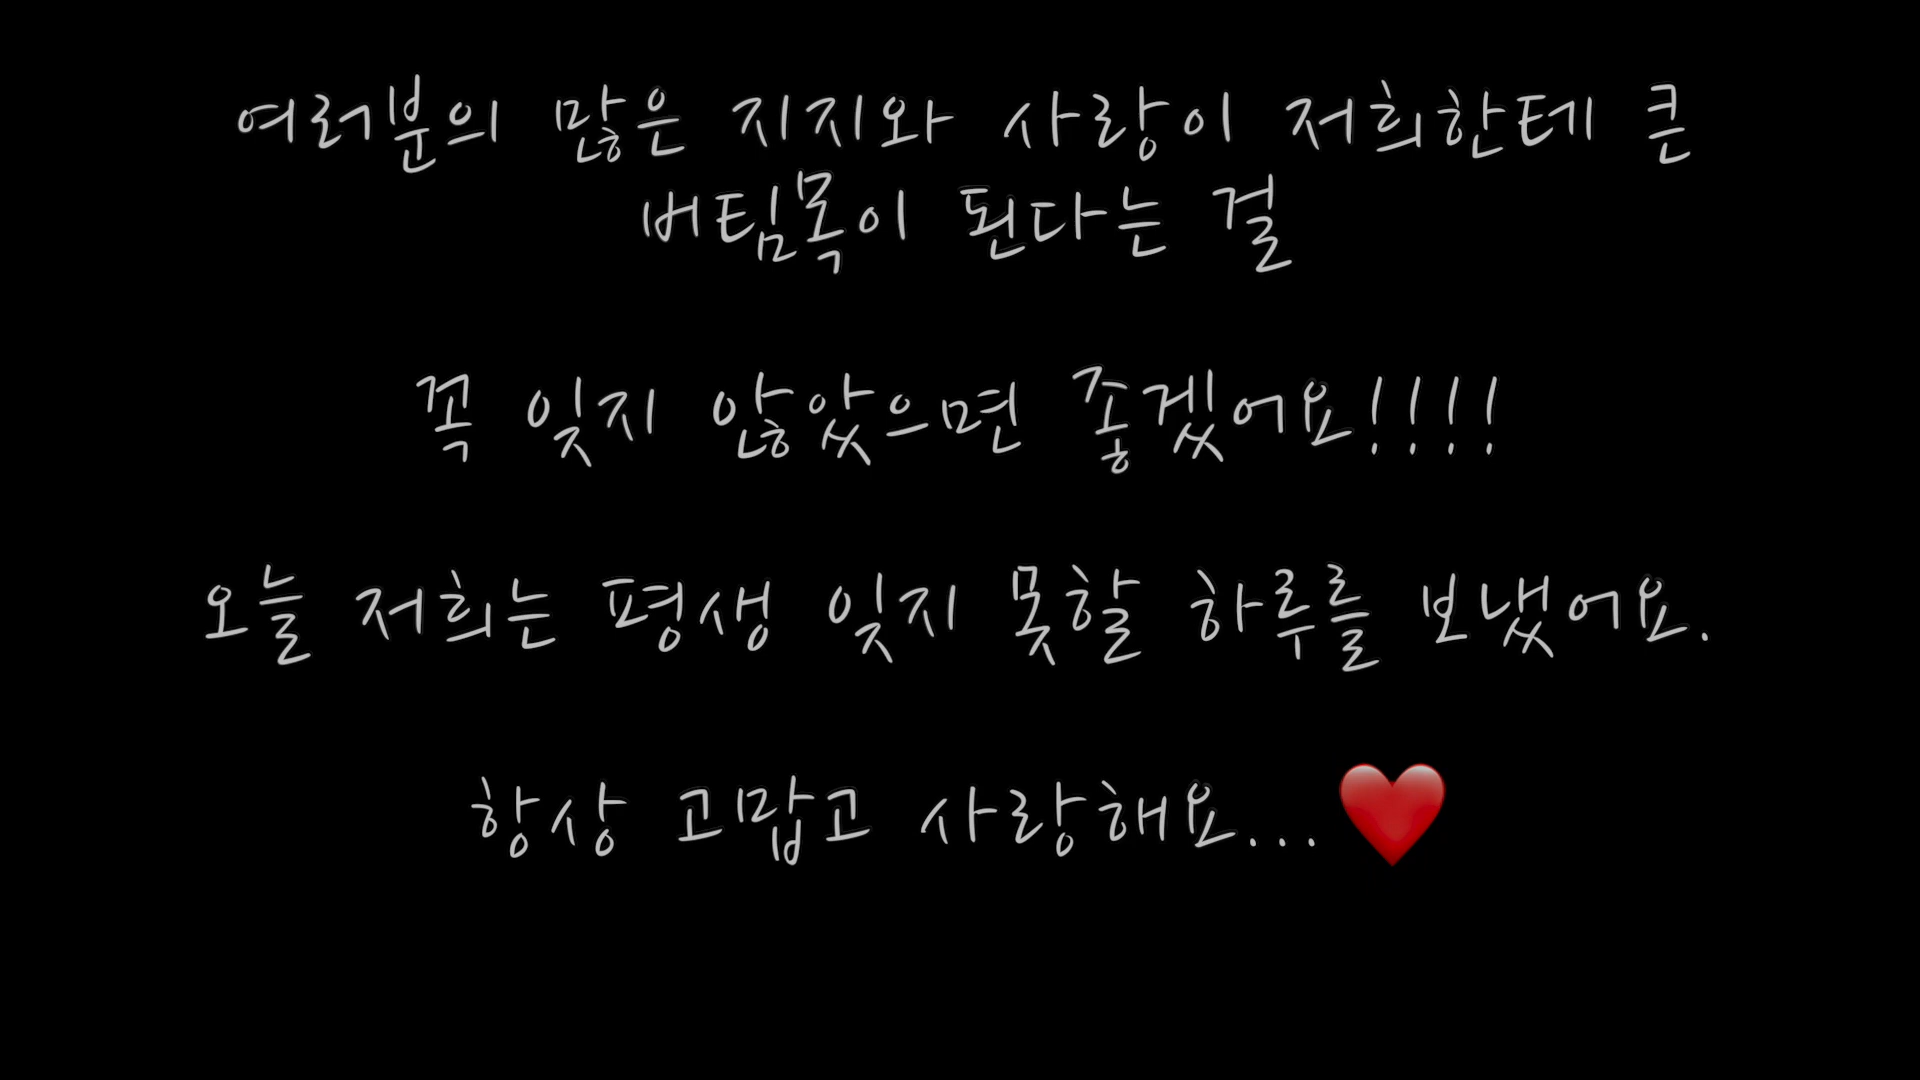 여러분의 많은 지지와 사랑이 저희한테 큰
버팀목이 된다는 걸
꼭 잊지 않았으면 좋겠어요!!!!
오늘 저희는 평생 잊지 못할 하루를 보냈어요.
항상 고맙고 사랑해요...❤️